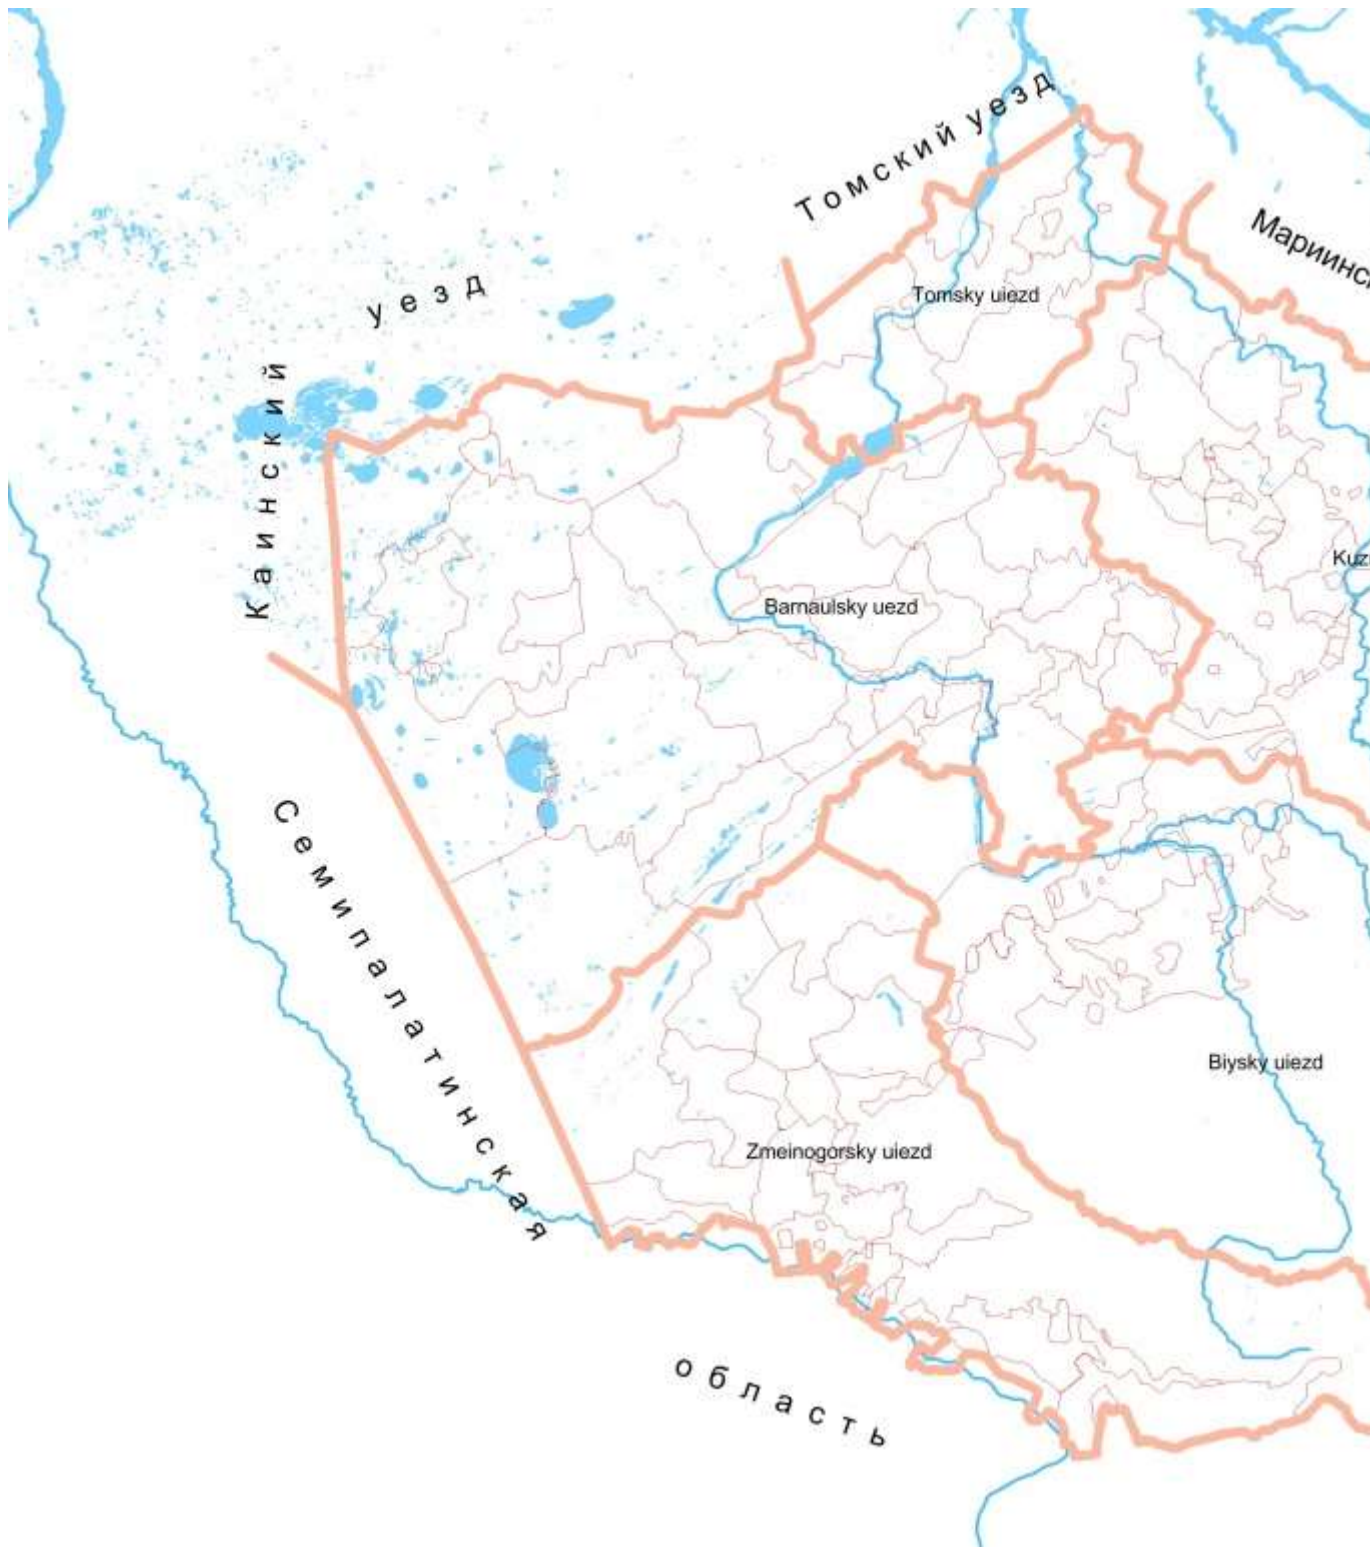 Томский уезд
Мариинс
Каинский
уезд
Tomsky uiezd
Kuz
Barnaulsky uezd
Biysky uiezd
Zmeinogorsky uiezd
Семипалатинская
область